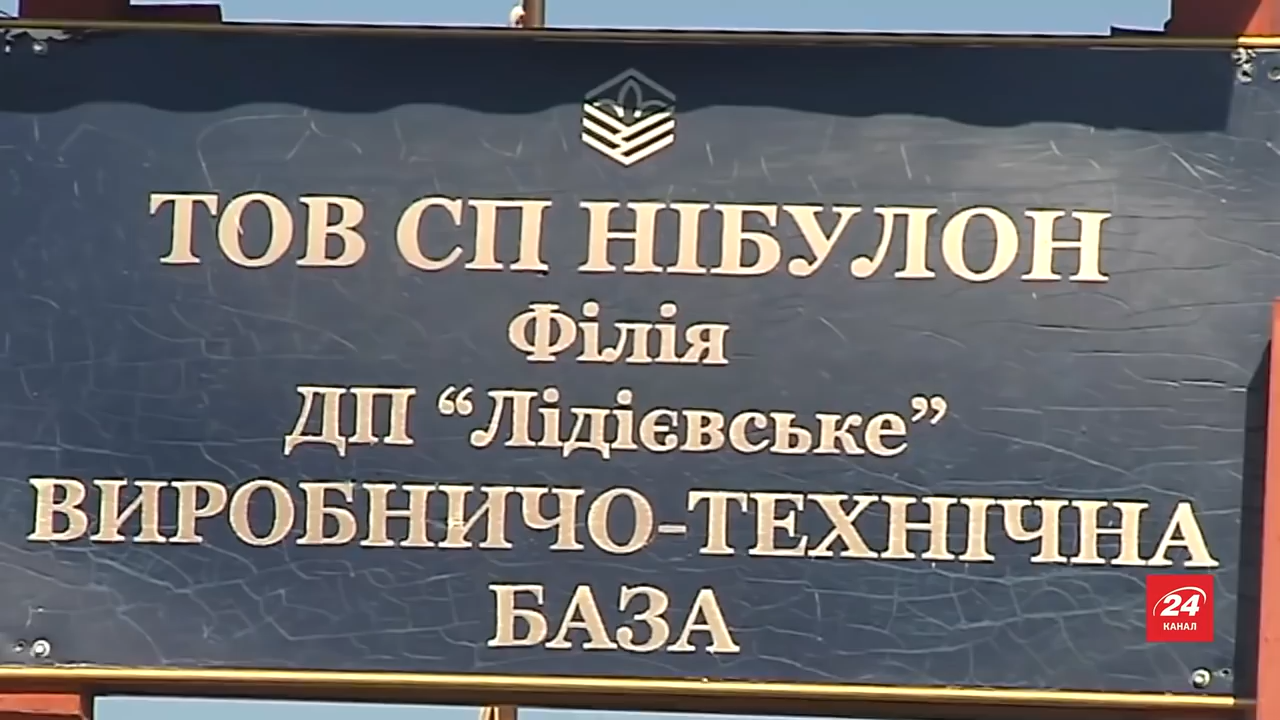 ТОВ СП НІБУЛОН
Філія
ДП “Лідієвське”
ВИРОБНИЧО-ТЕХНІЧНА
БАЗА
24
КАНАЛ